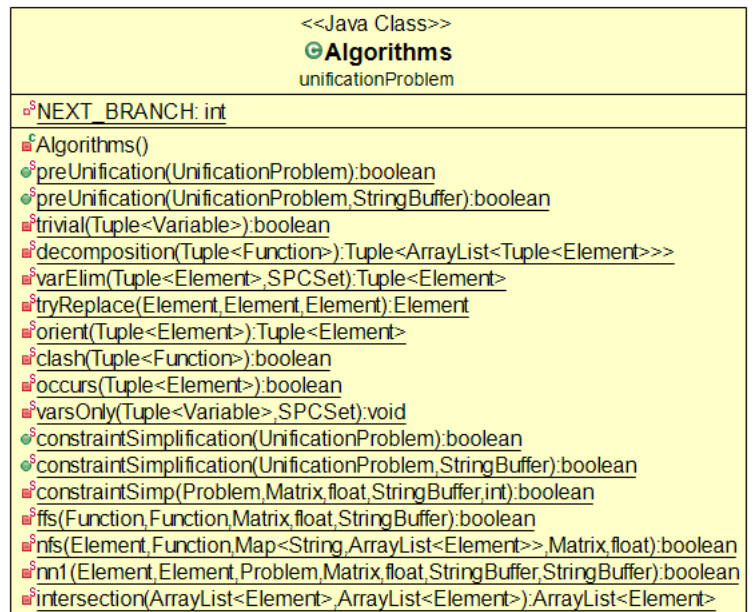 <<Java Class>>
Algorithms
unificationProblem
NEXT_BRANCH: int
Algorithms()
preUnification(UnificationProblem):boolean
preUnification(UnificationProblem,StringBuffer):boolean
trivial(Tuple<Variable>):boolean
decomposition(Tuple<Function>):Tuple<ArrayList<Tuple<Element>>>
varElim(Tuple<Element>,SPCSet):Tuple<Element>
tryReplace(Element,Element,Element):Element
orient(Tuple<Element>):Tuple<Element>
clash(Tuple<Function>):boolean
occurs(Tuple<Element>):boolean
varsOnly(Tuple<Variable>,SPCSet):void
constraintSimplification(UnificationProblem):boolean
constraintSimplification(UnificationProblem,StringBuffer):boolean
constraintSimp(Problem,Matrix,float,StringBuffer,int):boolean
ffs(Function,Function,Matrix,float,StringBuffer):boolean
nfs(Element,Function,Map<String,ArrayList<Element>>,Matrix,float):boolean
nn1(Element,Element,Problem,Matrix,float,StringBuffer,StringBuffer):boolean
intersection(ArrayList<Element>,ArrayList<Element>):ArrayList<Element>